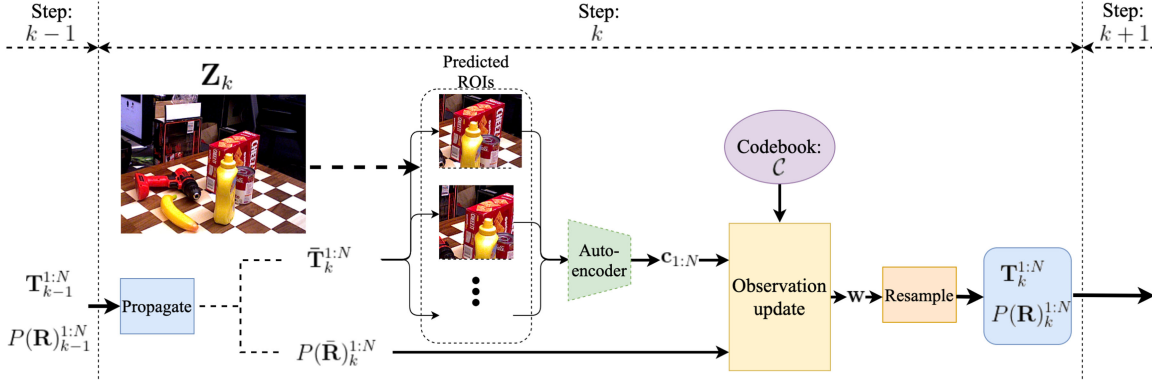 Step:
k − 1
Step:
k
Step:
k + 1
Z_k
Predicted
ROIs
CHEEZ
Codebook:
𝒞
T̄_k^{1:N}
Auto-
encoder
c_{1:N}
Observation
update
w
Resample
T_{k−1}^{1:N}
P(R)_{k−1}^{1:N}
Propagate
P(R̄)_k^{1:N}
T_k^{1:N}
P(R)_k^{1:N}